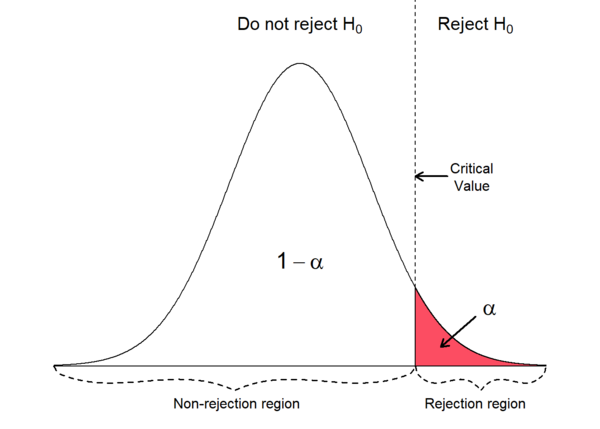 Do not reject H₀
Reject H₀
Critical
Value
1 − α
α
Non-rejection region
Rejection region